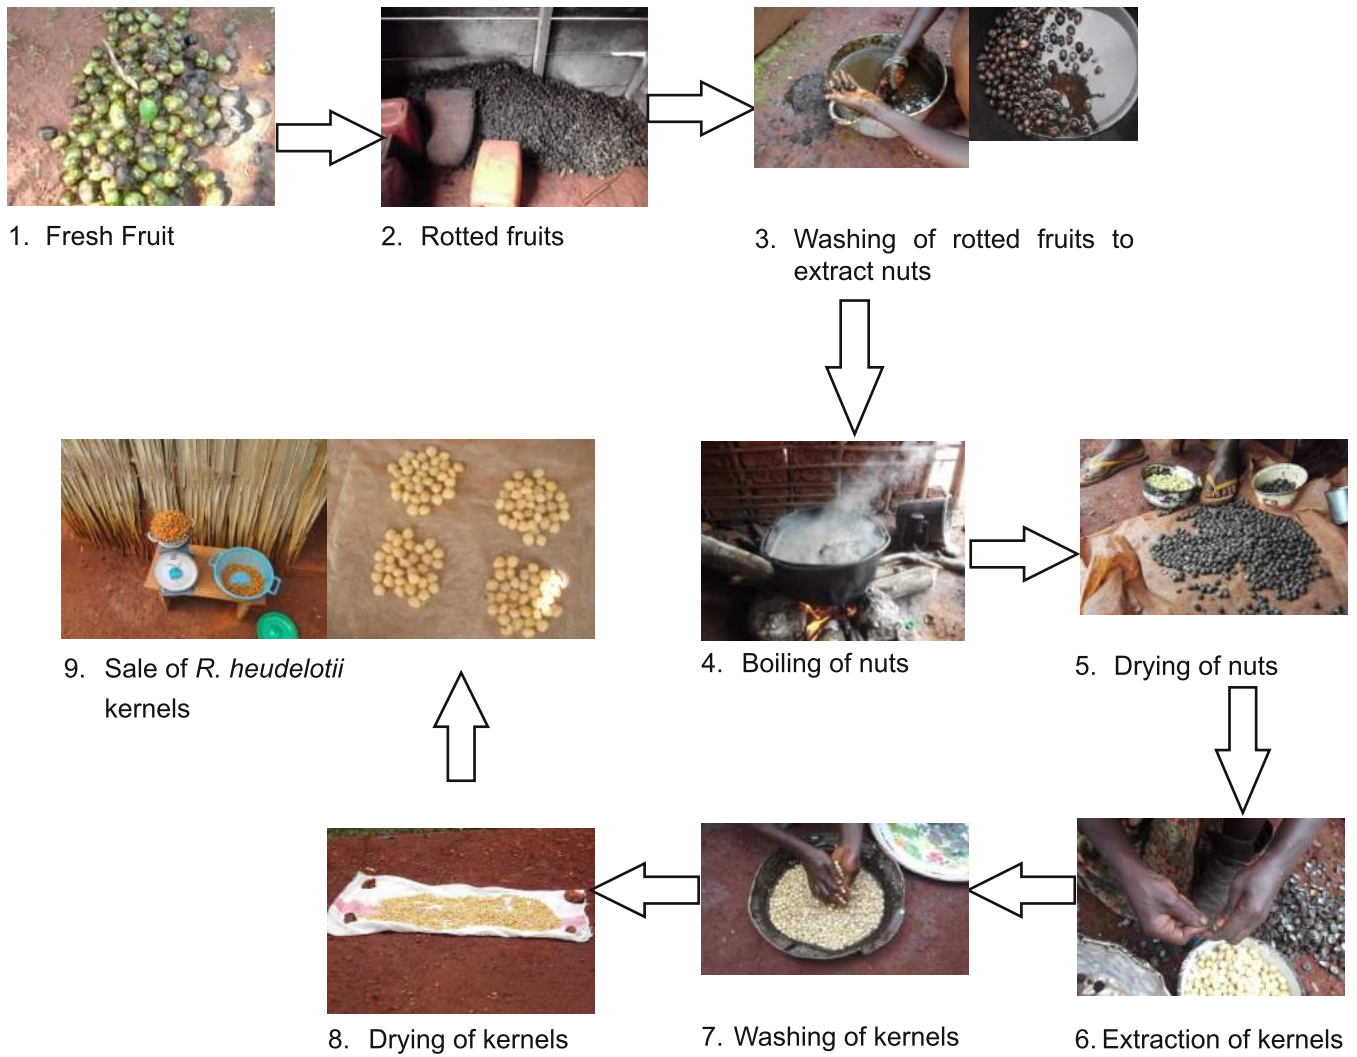 1. Fresh Fruit
2. Rotted fruits
3. Washing of rotted fruits to
extract nuts
4. Boiling of nuts
5. Drying of nuts
6. Extraction of kernels
7. Washing of kernels
8. Drying of kernels
9. Sale of R. heudelotii
kernels